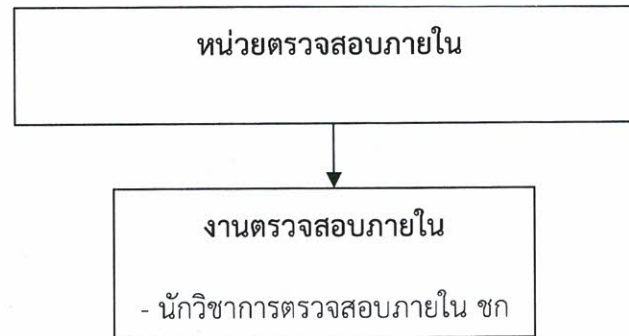 หน่วยตรวจสอบภายใน
งานตรวจสอบภายใน
- นักวิชาการตรวจสอบภายใน ชก